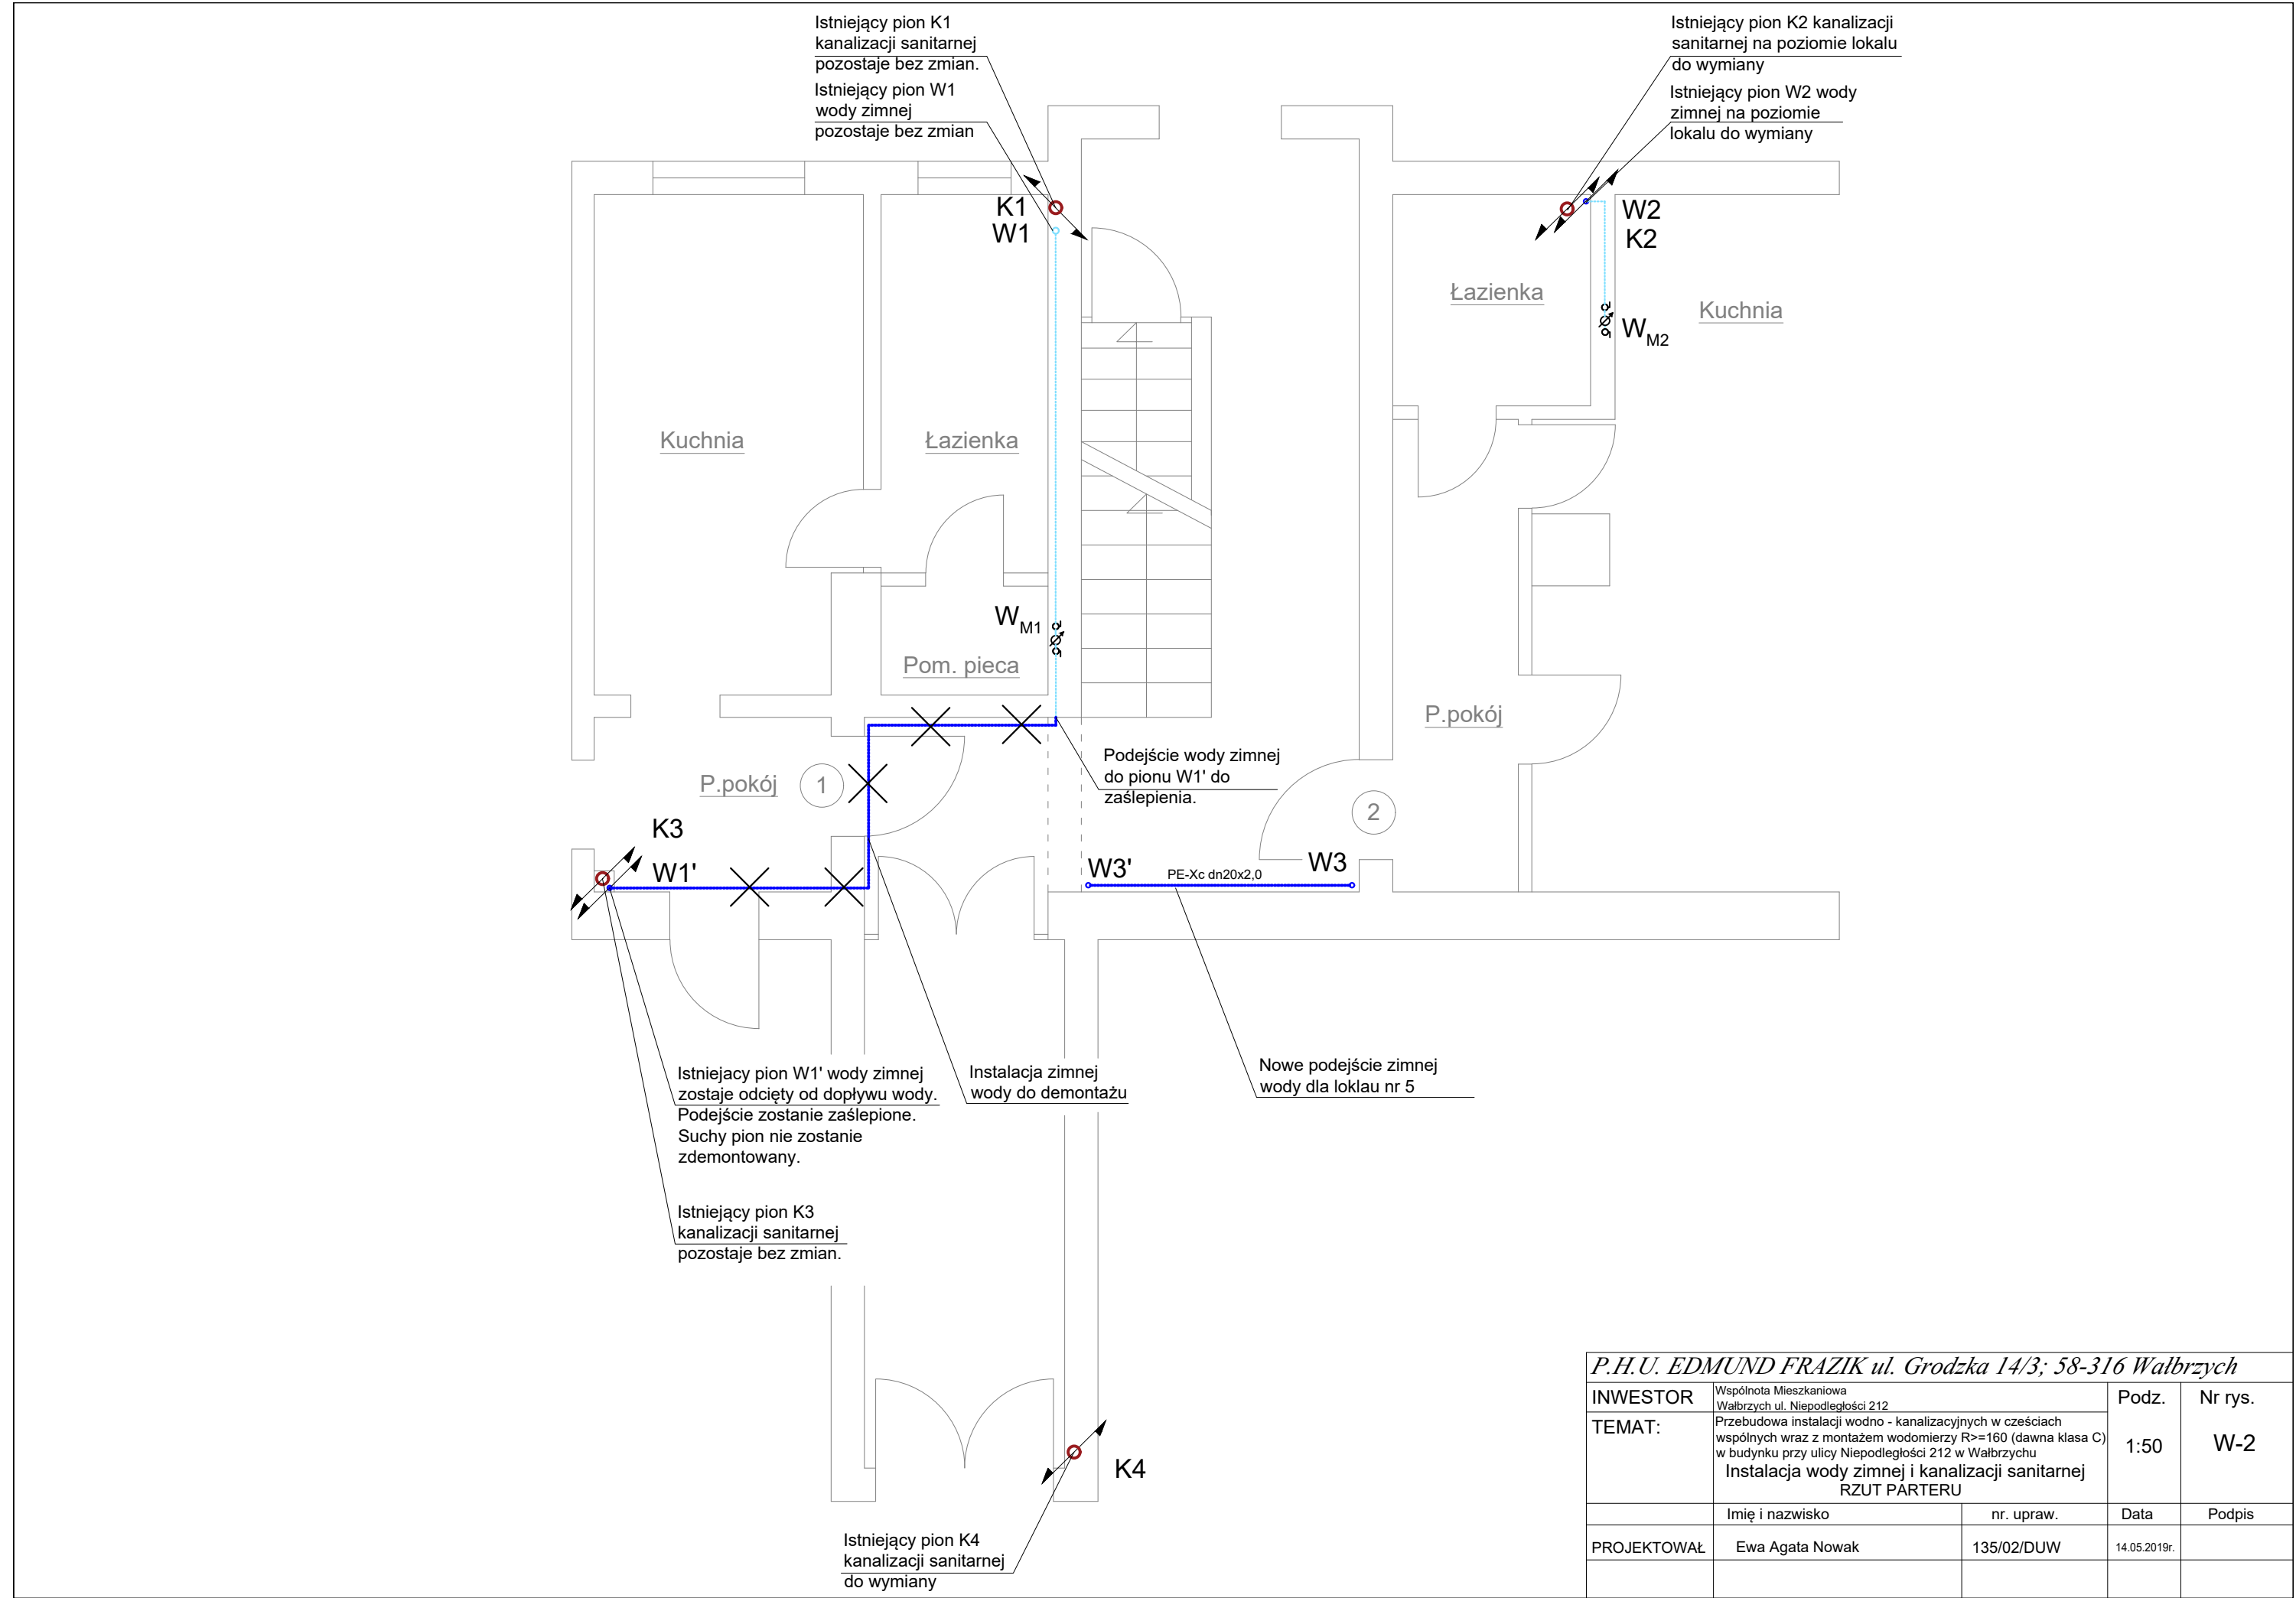 Istniejący pion K1
kanalizacji sanitarnej
pozostaje bez zmian.
Istniejący pion W1
wody zimnej
pozostaje bez zmian
Istniejący pion K2 kanalizacji
sanitarnej na poziomie lokalu
do wymiany
Istniejący pion W2 wody
zimnej na poziomie
lokalu do wymiany
K1
W1
W2
K2
Łazienka
Kuchnia
WM2
Kuchnia
Łazienka
WM1
Pom. pieca
P.pokój
Podejście wody zimnej
do pionu W1' do
zaślepienia.
P.pokój
1
2
K3
W1'
W3'
PE-Xc dn20x2,0
W3
Istniejacy pion W1' wody zimnej
zostaje odcięty od dopływu wody.
Podejście zostanie zaślepione.
Suchy pion nie zostanie
zdemontowany.
Instalacja zimnej
wody do demontażu
Nowe podejście zimnej
wody dla loklau nr 5
Istniejący pion K3
kanalizacji sanitarnej
pozostaje bez zmian.
K4
Istniejący pion K4
kanalizacji sanitarnej
do wymiany
P.H.U. EDMUND FRAZIK ul. Grodzka 14/3; 58-316 Wałbrzych
INWESTOR
Wspólnota Mieszkaniowa
Wałbrzych ul. Niepodległości 212
Podz.
Nr rys.
TEMAT:
Przebudowa instalacji wodno - kanalizacyjnych w cześciach
wspólnych wraz z montażem wodomierzy R>=160 (dawna klasa C)
w budynku przy ulicy Niepodległości 212 w Wałbrzychu
Instalacja wody zimnej i kanalizacji sanitarnej
RZUT PARTERU
1:50
W-2
Imię i nazwisko
nr. upraw.
Data
Podpis
PROJEKTOWAŁ
Ewa Agata Nowak
135/02/DUW
14.05.2019r.